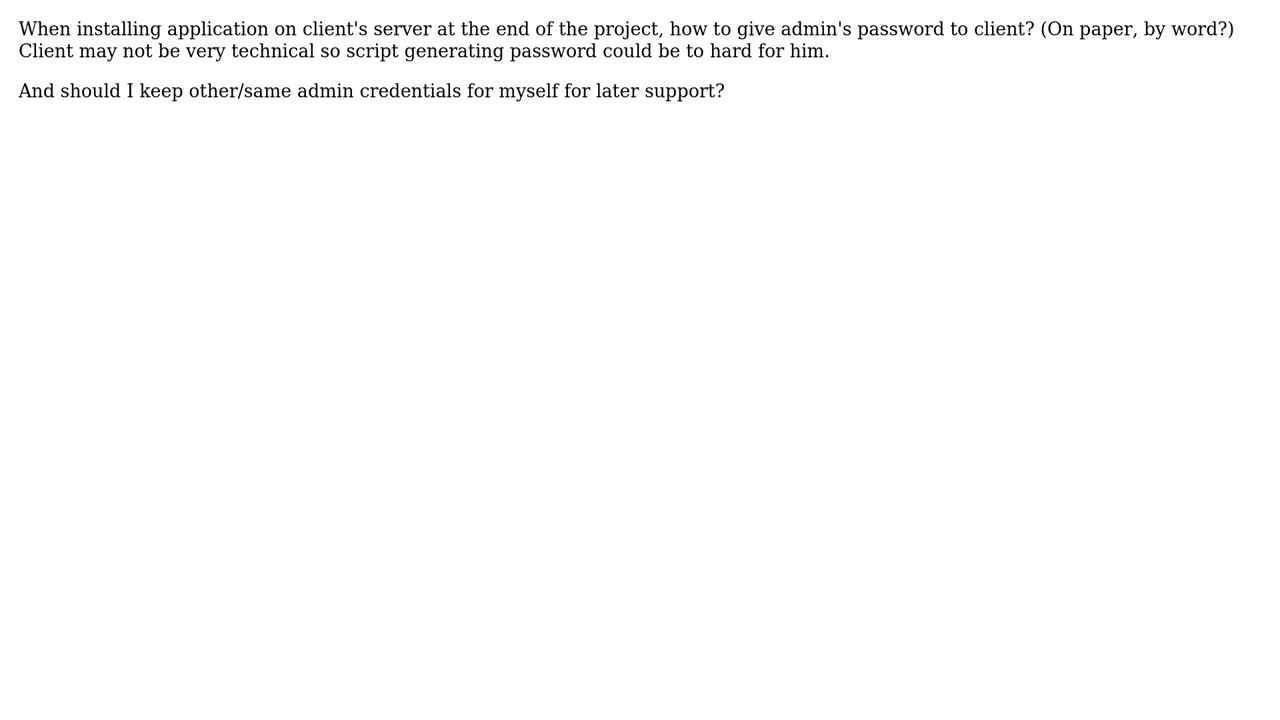 When installing application on client's server at the end of the project, how to give admin's password to client? (On paper, by word?)
Client may not be very technical so script generating password could be to hard for him.
And should I keep other/same admin credentials for myself for later support?